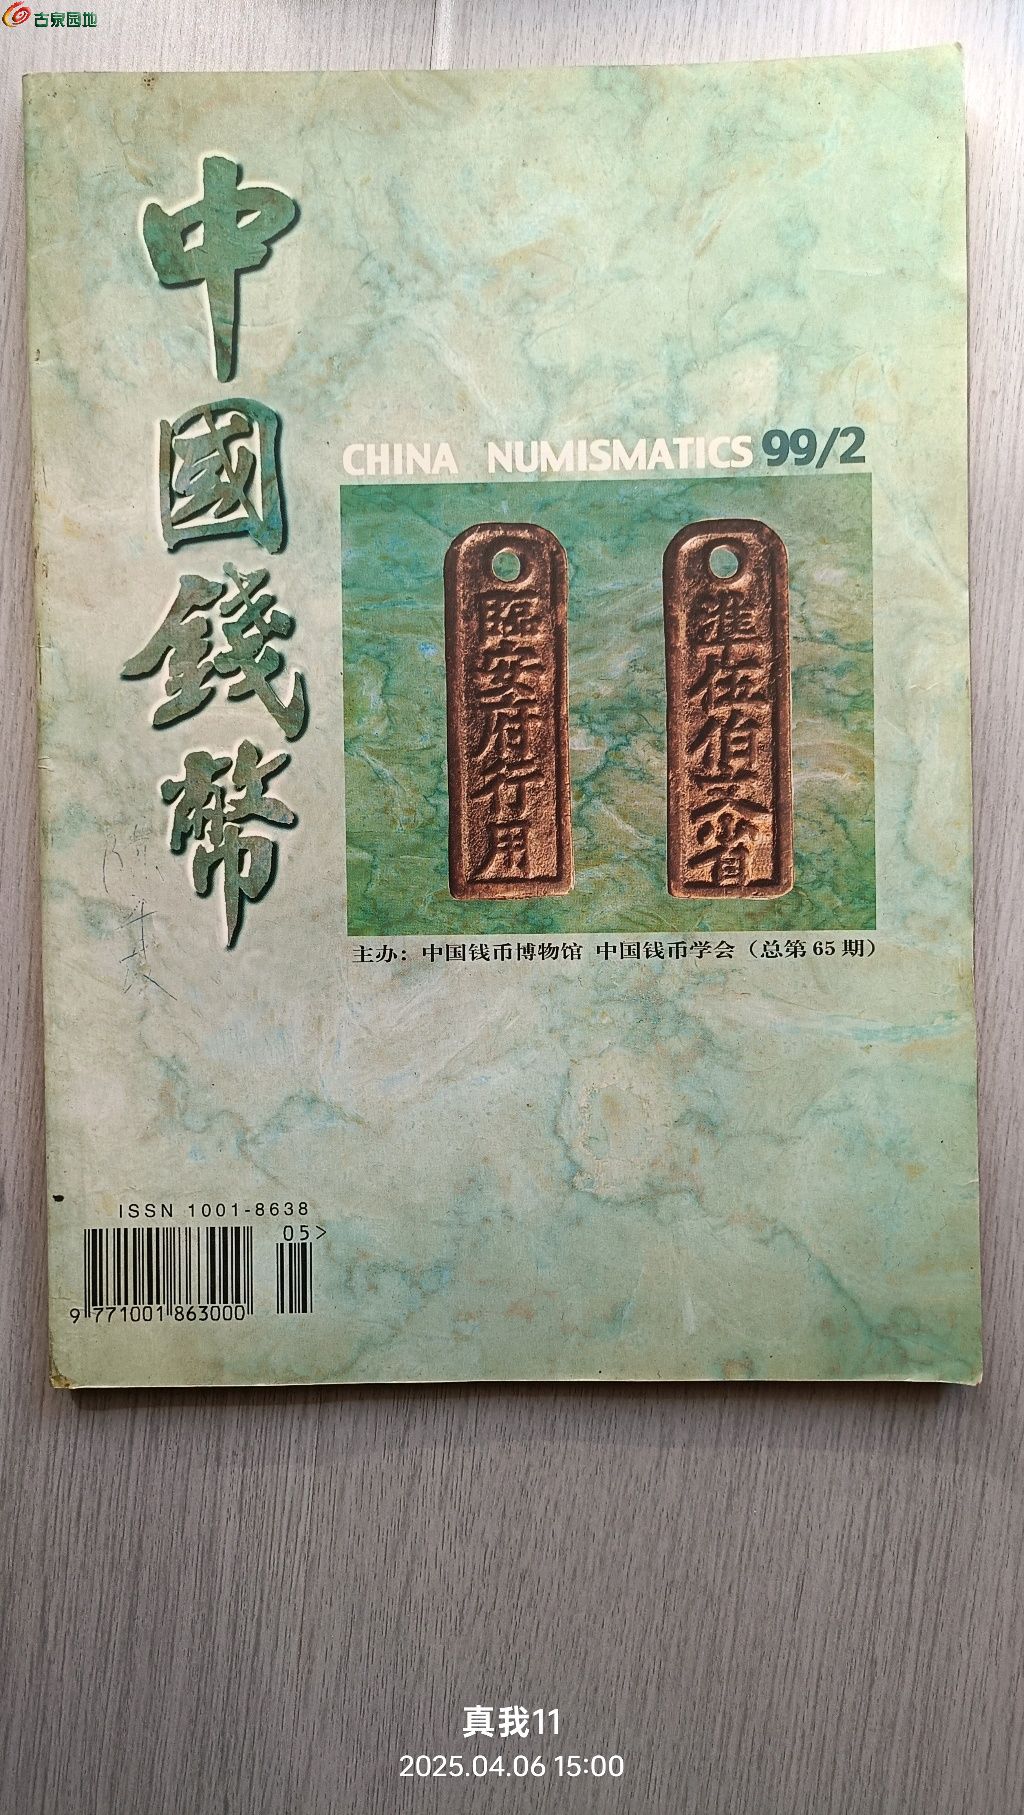 古泉园地
中國錢幣
CHINA NUMISMATICS 99/2
臨安府行用
準伍伯文省
主办：中国钱币博物馆 中国钱币学会（总第65期）
ISSN 1001-8638
05>
9 771001 863000
真我11
2025.04.06 15:00